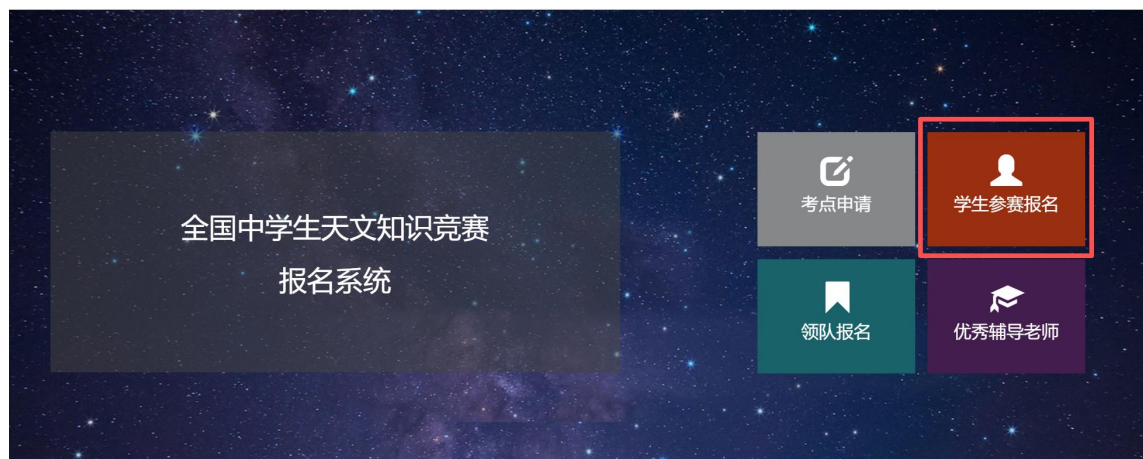 全国中学生天文知识竞赛
报名系统
考点申请
学生参赛报名
领队报名
优秀辅导老师